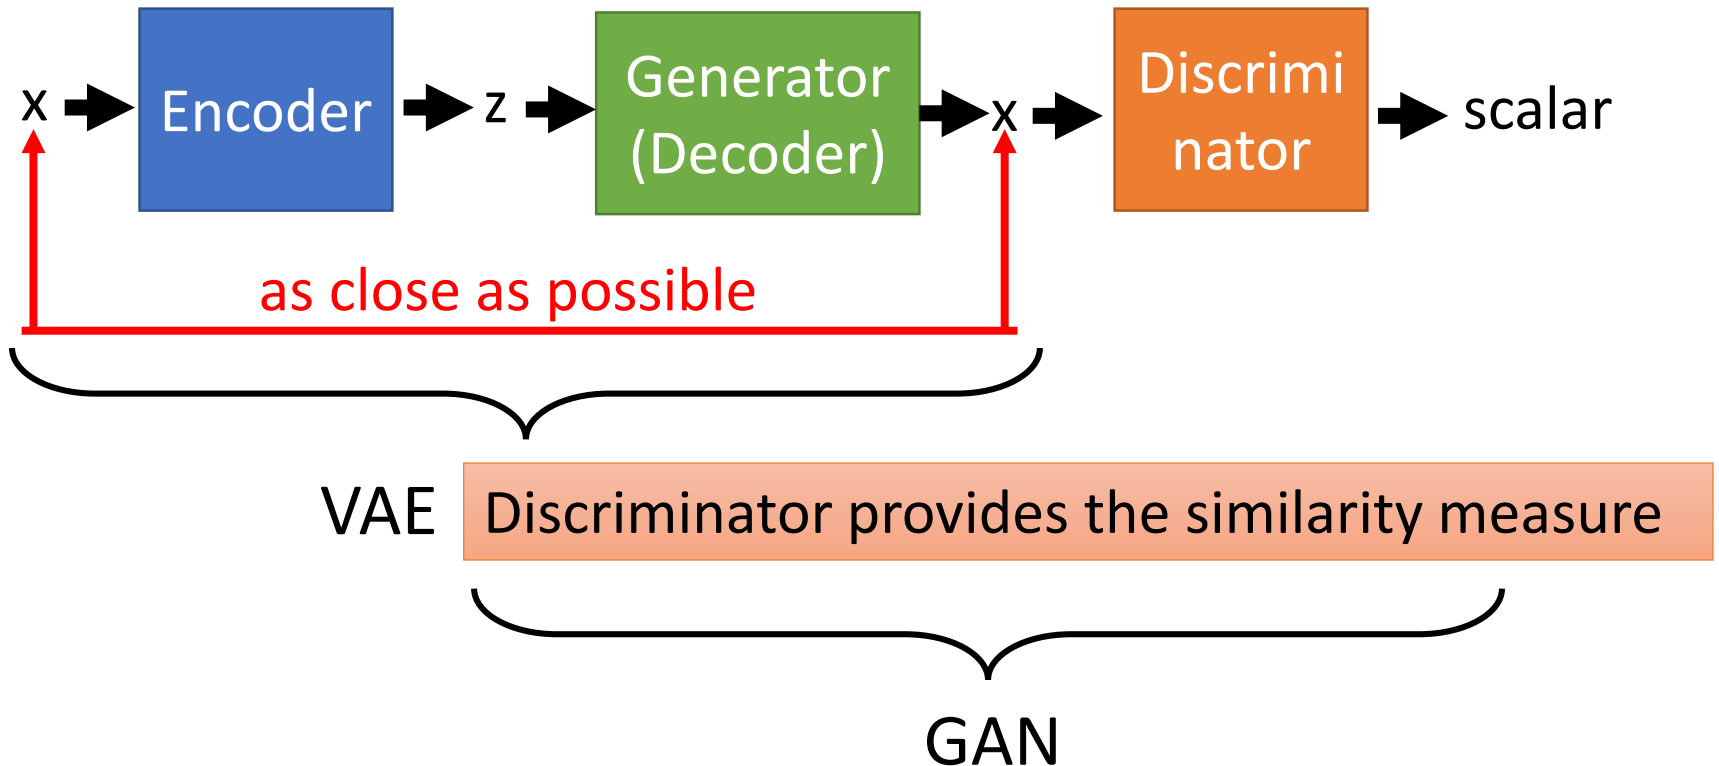 x
Encoder
z
Generator
(Decoder)
x
Discrimi
nator
scalar
as close as possible
VAE
Discriminator provides the similarity measure
GAN